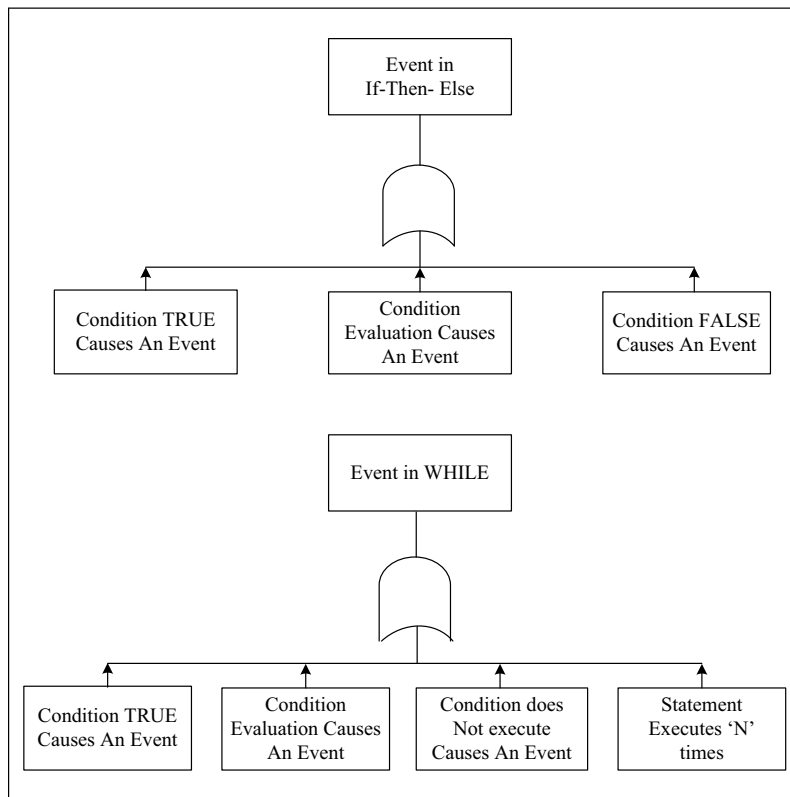 Event in
If-Then- Else
Condition TRUE
Causes An Event
Condition
Evaluation Causes
An Event
Condition FALSE
Causes An Event
Event in WHILE
Condition TRUE
Causes An Event
Condition
Evaluation Causes
An Event
Condition does
Not execute
Causes An Event
Statement
Executes ‘N’
times